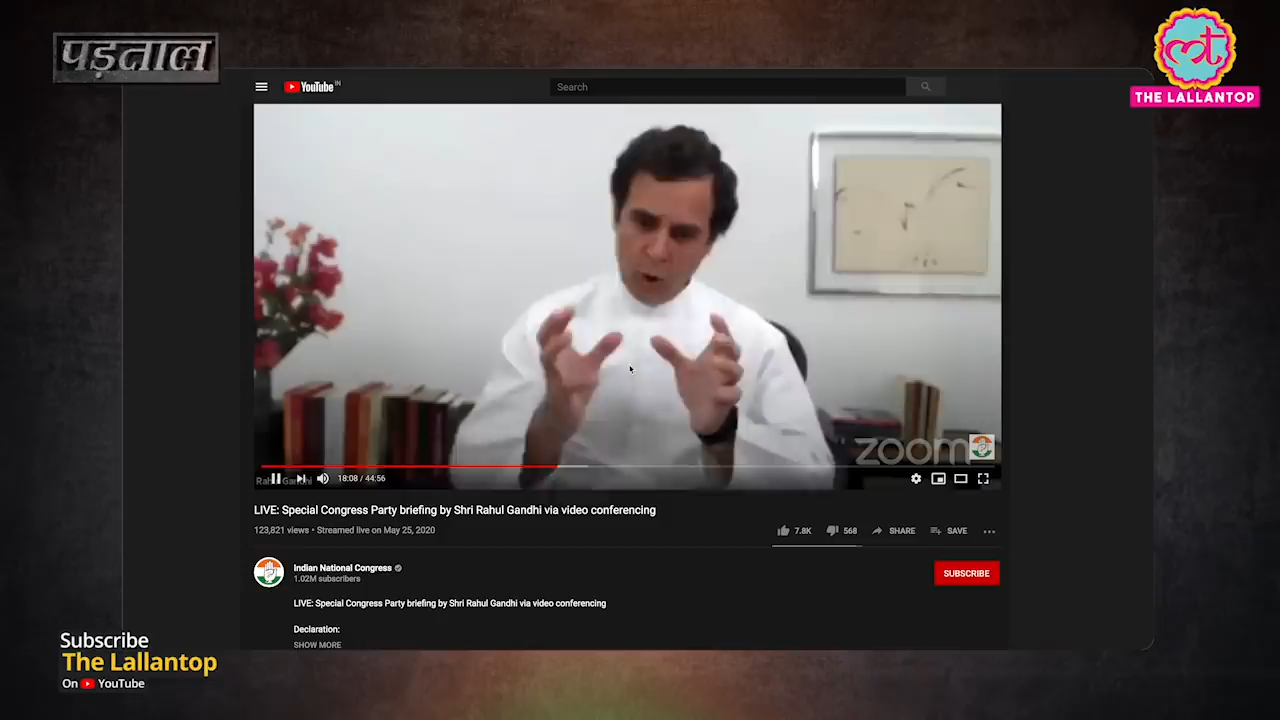 पड़ताल
mt
THE LALLANTOP
YouTube IN
Search
zoom
18:08 / 44:56
LIVE: Special Congress Party briefing by Shri Rahul Gandhi via video conferencing
123,821 views • Streamed live on May 25, 2020
7.8K 568 SHARE SAVE
Indian National Congress
1.02M subscribers
SUBSCRIBE
LIVE: Special Congress Party briefing by Shri Rahul Gandhi via video conferencing
Declaration:
SHOW MORE
Subscribe
The Lallantop
On YouTube